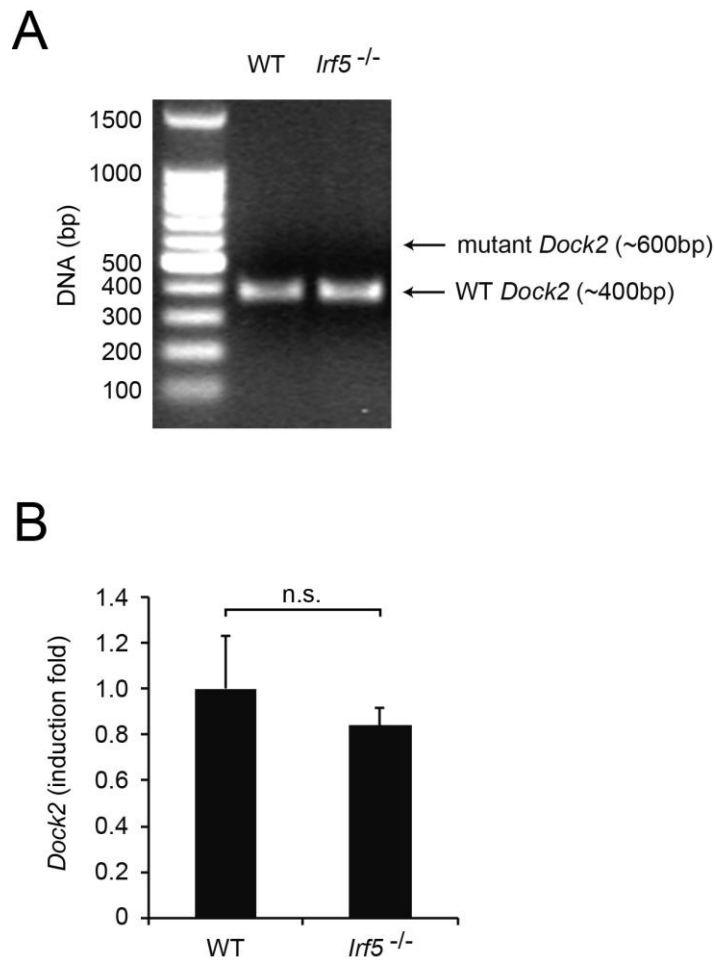 A
WT Irf5 -/-
1500
1000
500
400
300
200
100
DNA (bp)
mutant Dock2 (~600bp)
WT Dock2 (~400bp)
B
n.s.
1.4
1.2
1.0
0.8
0.6
0.4
0.2
0
Dock2 (induction fold)
WT Irf5 -/-